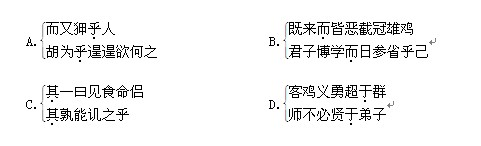 A. 而又狎乎人
胡为乎遑遑欲何之
B. 既来而皆恶截冠雄鸡
君子博学而日参省乎己
C. 其一曰见食命侣
其孰能讥之乎
D. 客鸡义勇超于群
师不必贤于弟子